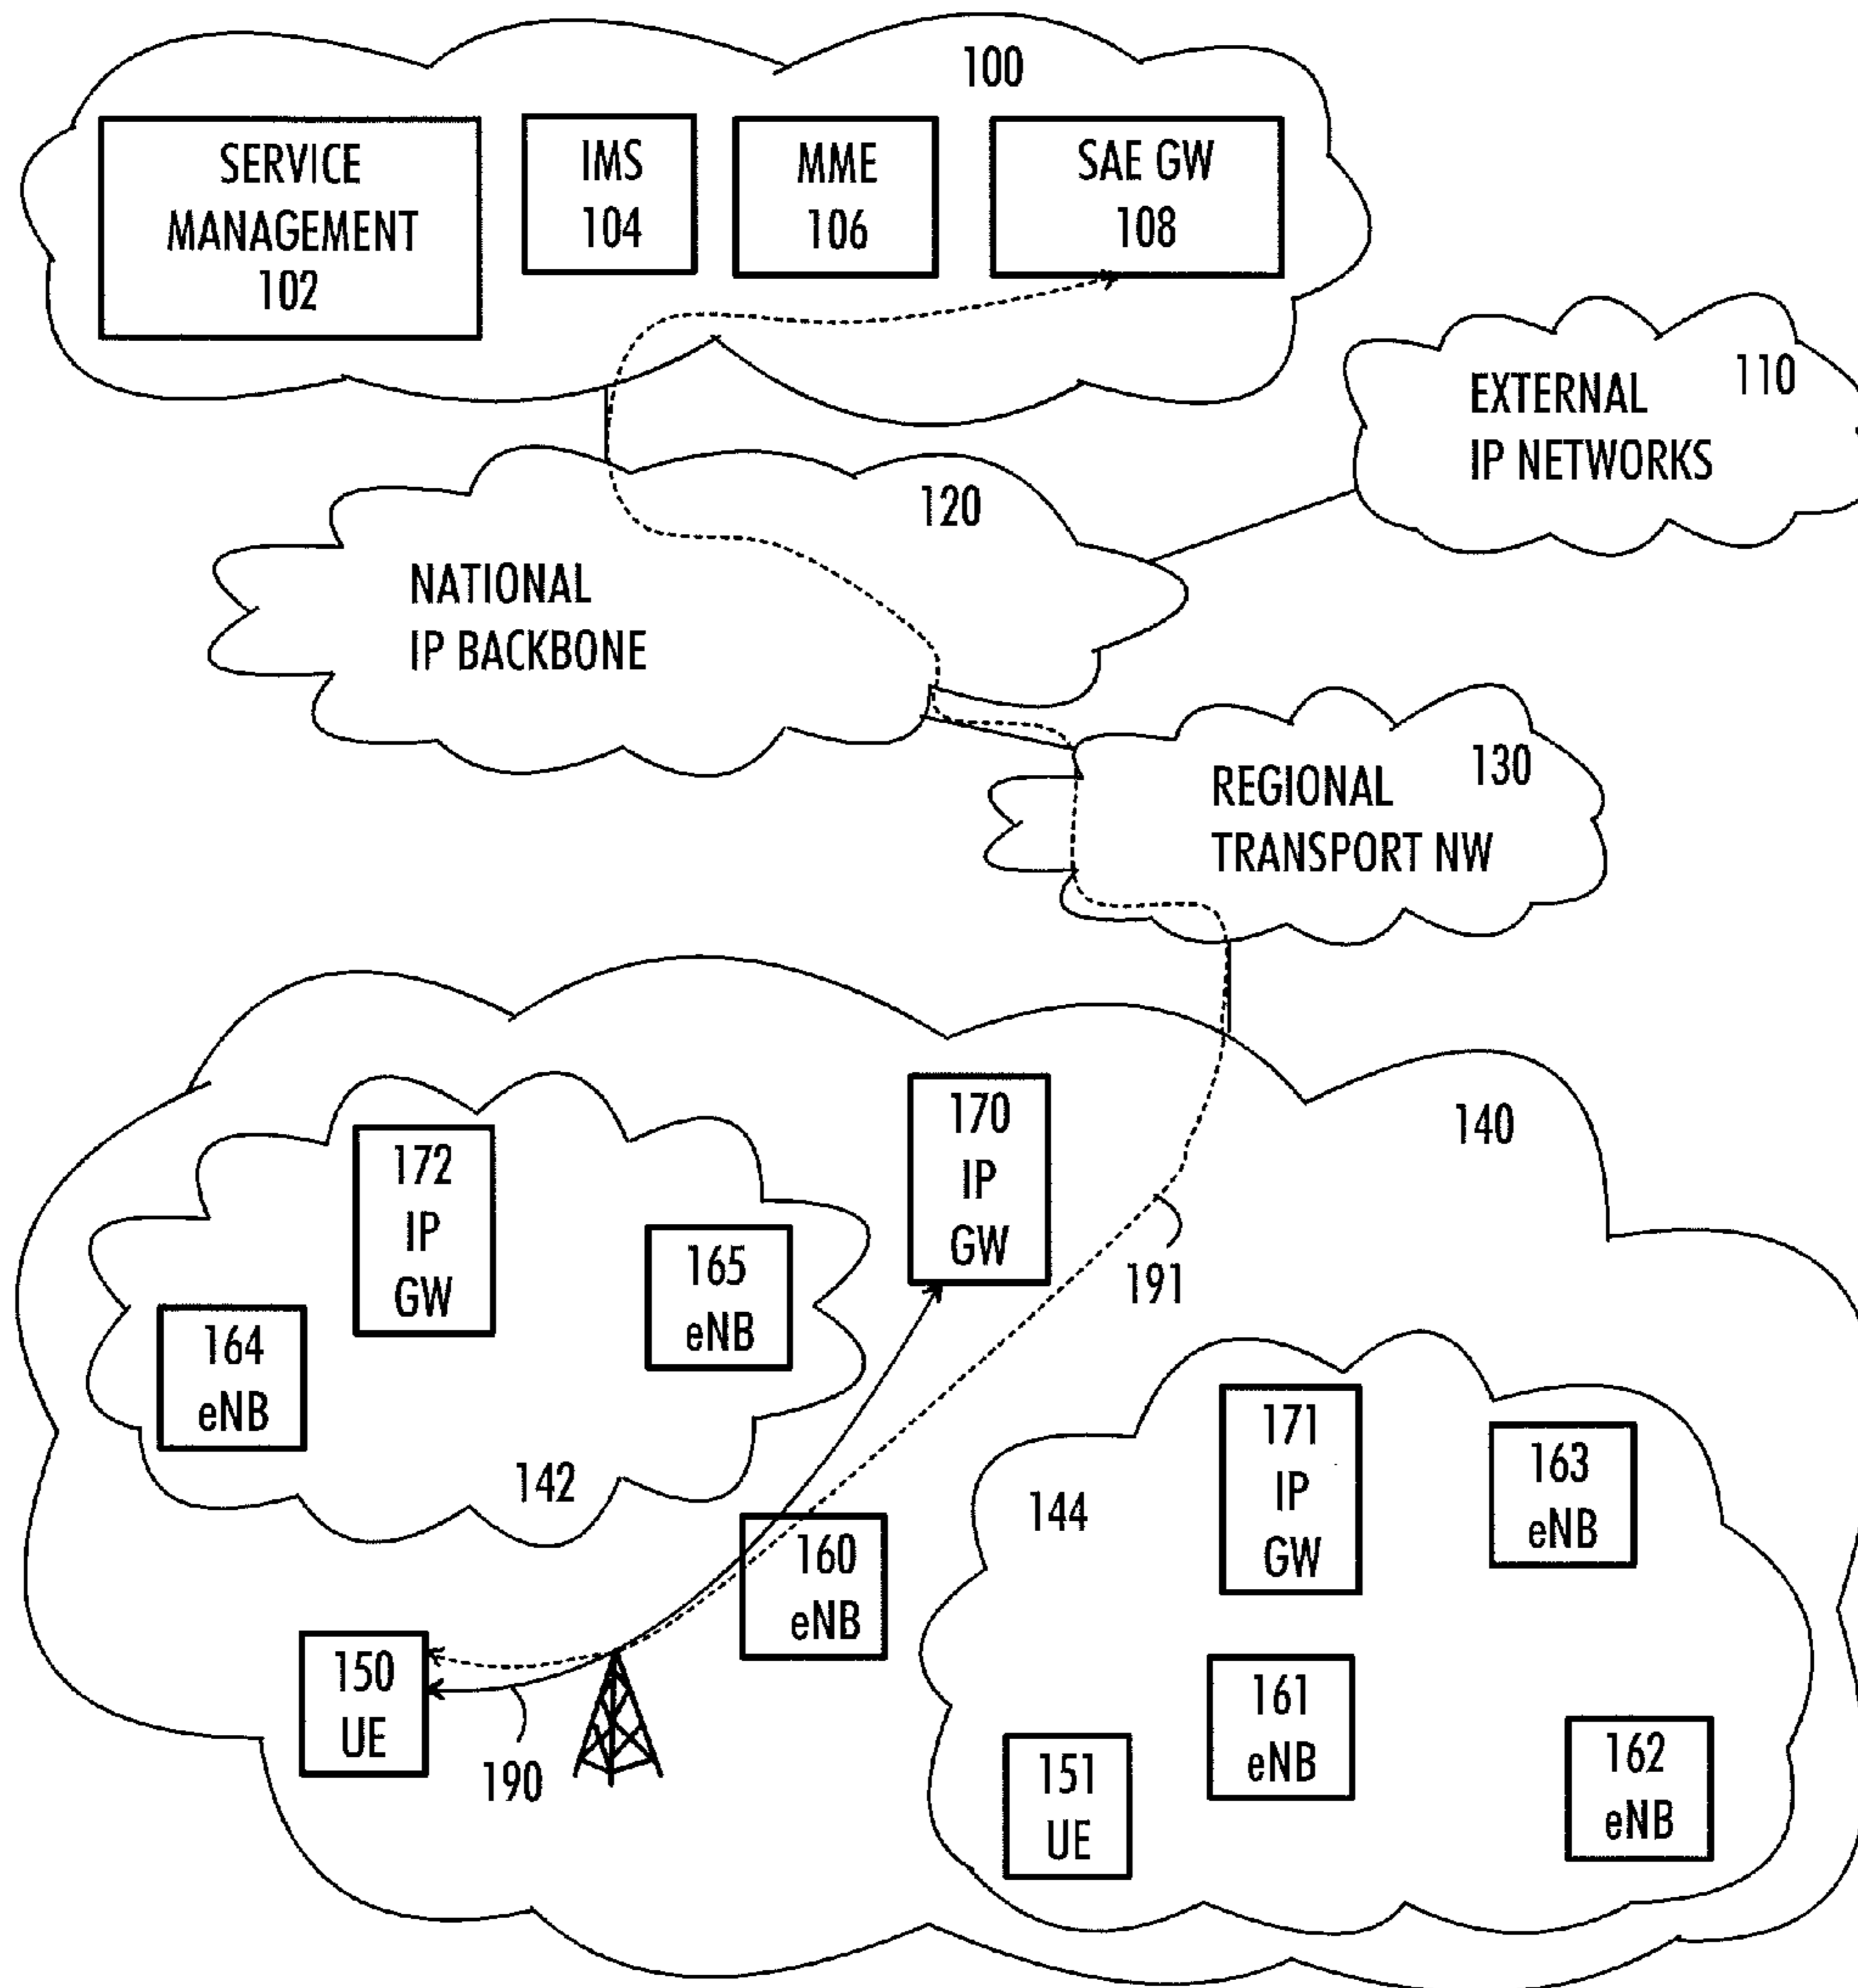 100
SERVICE
MANAGEMENT
102
IMS
104
MME
106
SAE GW
108
110
EXTERNAL
IP NETWORKS
120
NATIONAL
IP BACKBONE
130
REGIONAL
TRANSPORT NW
140
170
IP
GW
172
IP
GW
165
eNB
164
eNB
142
191
171
IP
GW
163
eNB
144
160
eNB
150
UE
190
161
eNB
162
eNB
151
UE